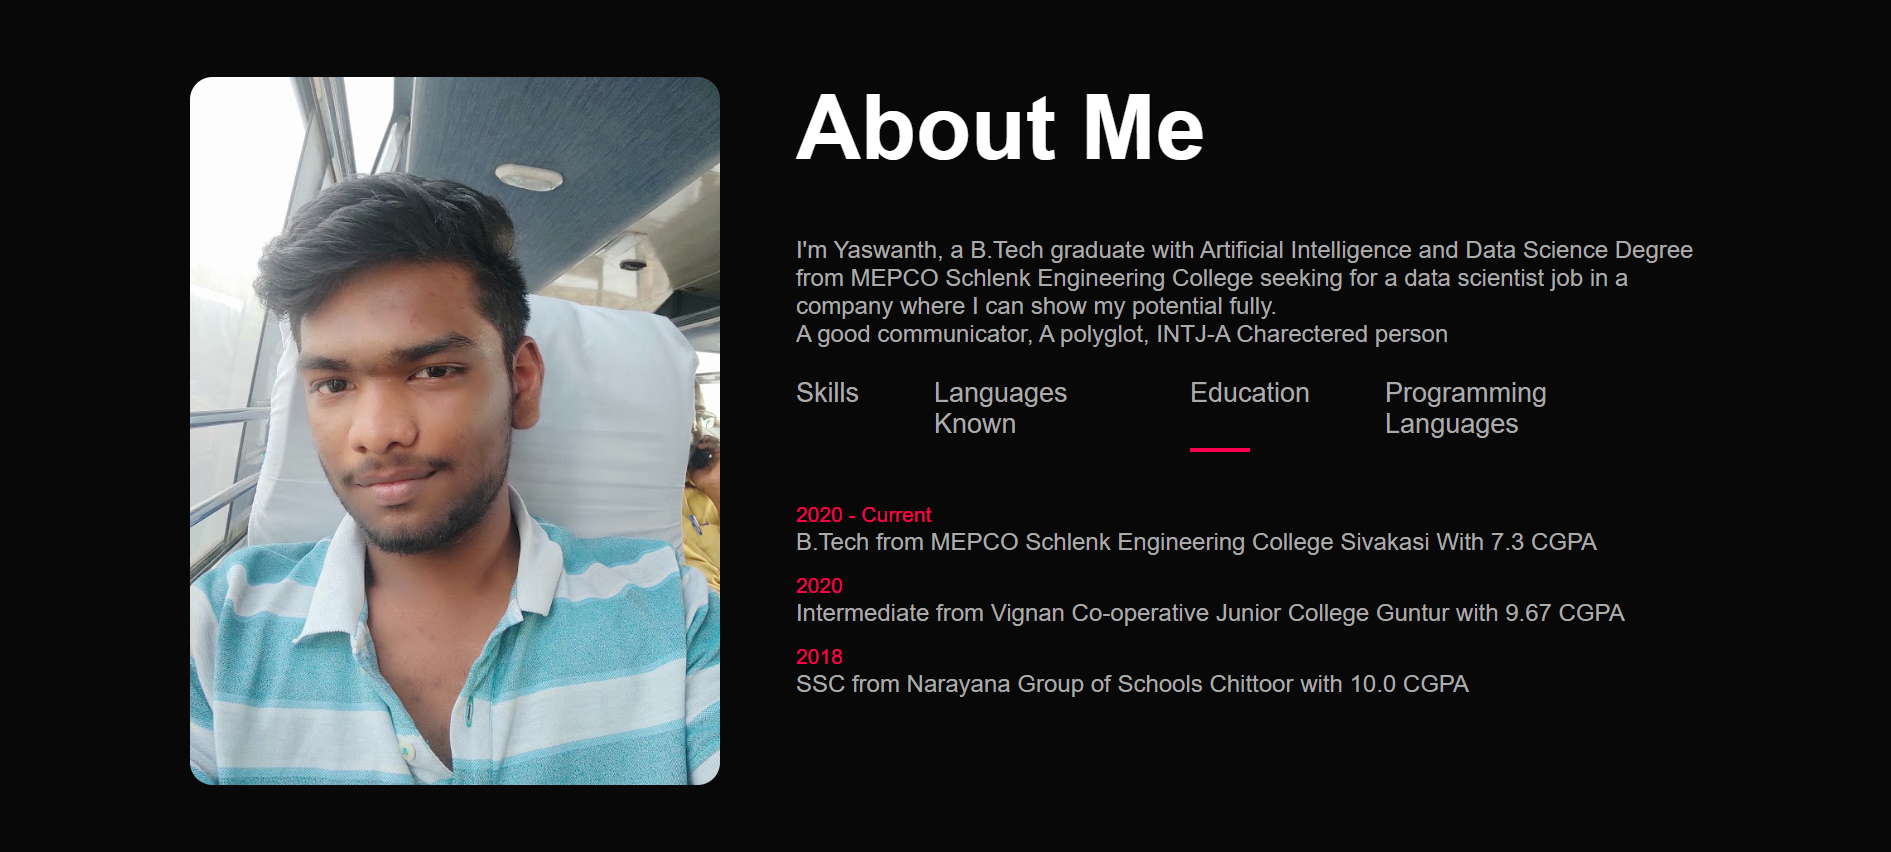 About Me
I'm Yaswanth, a B.Tech graduate with Artificial Intelligence and Data Science Degree
from MEPCO Schlenk Engineering College seeking for a data scientist job in a
company where I can show my potential fully.
A good communicator, A polyglot, INTJ-A Charectered person
Skills
Languages
Known
Education
Programming
Languages
2020 - Current
B.Tech from MEPCO Schlenk Engineering College Sivakasi With 7.3 CGPA
2020
Intermediate from Vignan Co-operative Junior College Guntur with 9.67 CGPA
2018
SSC from Narayana Group of Schools Chittoor with 10.0 CGPA